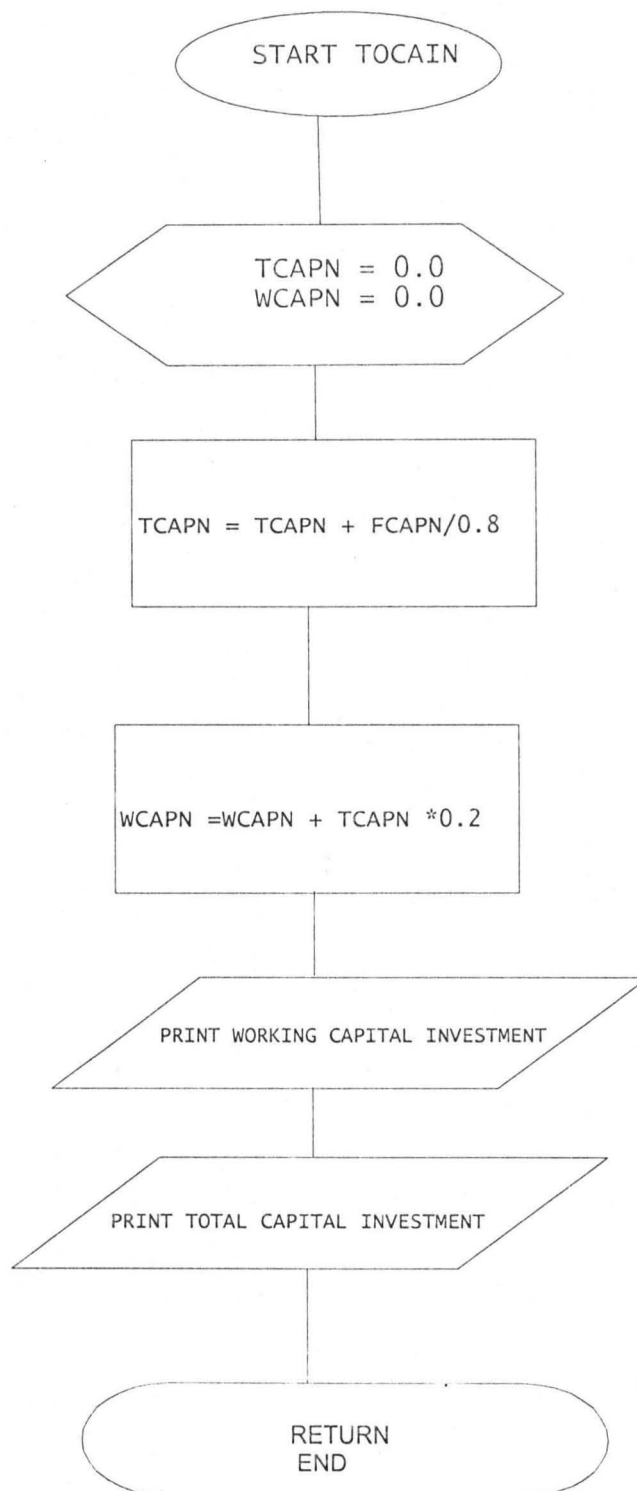 START TOCAIN
TCAPN = 0.0
WCAPN = 0.0
TCAPN = TCAPN + FCAPN/0.8
WCAPN =WCAPN + TCAPN *0.2
PRINT WORKING CAPITAL INVESTMENT
PRINT TOTAL CAPITAL INVESTMENT
RETURN
END